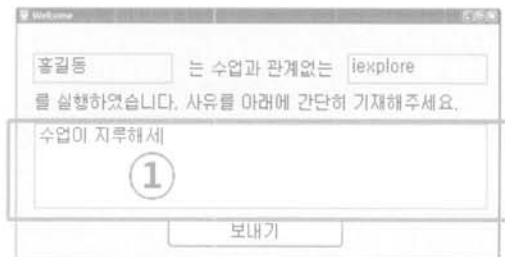 Welcome
홍길동 는 수업과 관계없는 iexplore
를 실행하였습니다. 사유를 아래에 간단히 기재해주세요.
수업이 지루해서
①
보내기